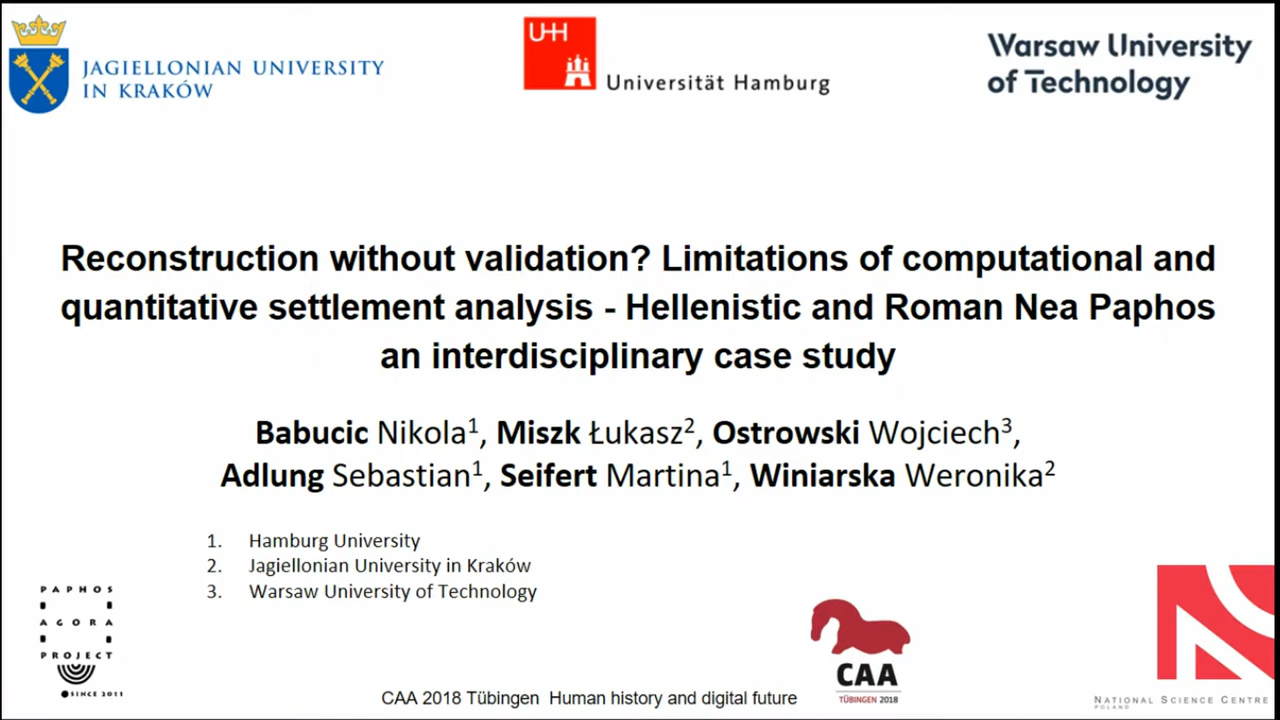 JAGIELLONIAN UNIVERSITY
IN KRAKÓW
UHH
Universität Hamburg
Warsaw University
of Technology
Reconstruction without validation? Limitations of computational and
quantitative settlement analysis - Hellenistic and Roman Nea Paphos
an interdisciplinary case study
Babucic Nikola1, Miszk Łukasz2, Ostrowski Wojciech3,
Adlung Sebastian1, Seifert Martina1, Winiarska Weronika2
1. Hamburg University
2. Jagiellonian University in Kraków
3. Warsaw University of Technology
PAPHOS
AGORA
PROJECT
SINCE 2011
CAA 2018 Tübingen Human history and digital future
CAA
TÜBINGEN 2018
NATIONAL SCIENCE CENTRE
POLAND